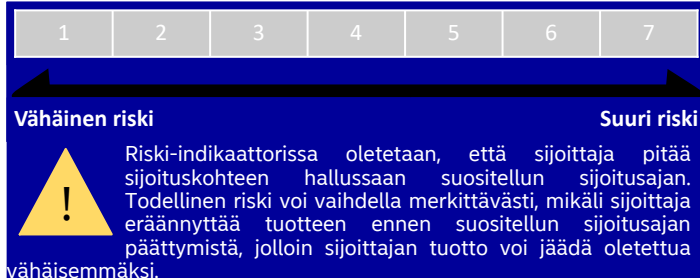 1 2 3 4 5 6 7
Vähäinen riski Suuri riski
Riski-indikaattorissa oletetaan, että sijoittaja pitää
sijoituskohteen hallussaan suositellun sijoitusajan.
Todellinen riski voi vaihdella merkittävästi, mikäli sijoittaja
eräännyttää tuotteen ennen suositellun sijoitusajan
päättymistä, jolloin sijoittajan tuotto voi jäädä oletettua
vähäisemmäksi.
!